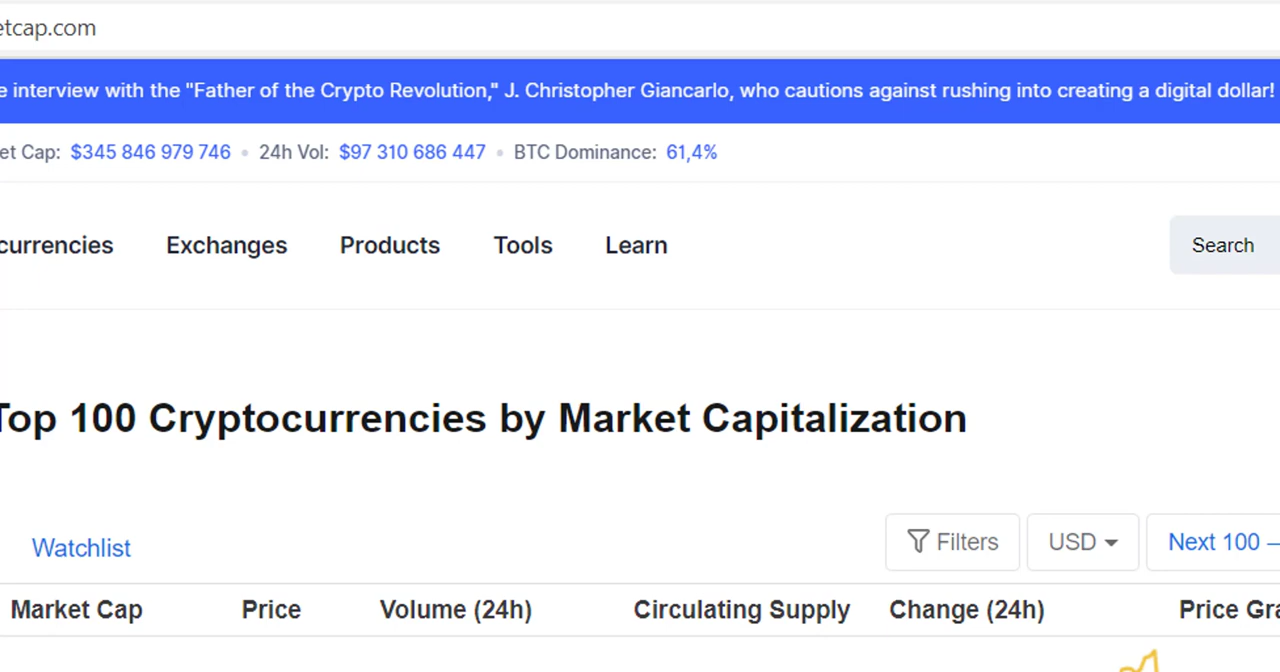 etcap.com
e interview with the "Father of the Crypto Revolution," J. Christopher Giancarlo, who cautions against rushing into creating a digital dollar!
et Cap: $345 846 979 746 • 24h Vol: $97 310 686 447 • BTC Dominance: 61,4%
currencies Exchanges Products Tools Learn Search
Top 100 Cryptocurrencies by Market Capitalization
Watchlist Filters USD Next 100
Market Cap Price Volume (24h) Circulating Supply Change (24h) Price Gra